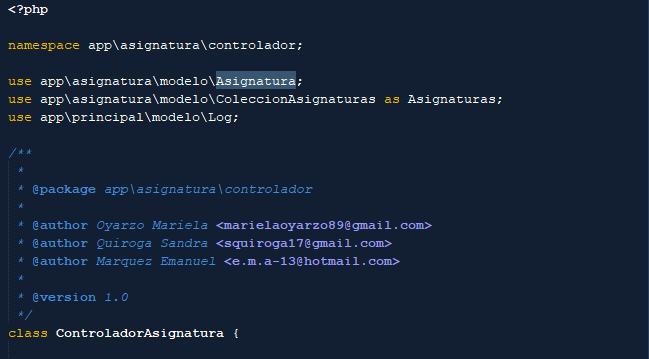 <?php
namespace app\asignatura\controlador;
use app\asignatura\modelo\Asignatura;
use app\asignatura\modelo\ColeccionAsignaturas as Asignaturas;
use app\principal\modelo\Log;
/**
*
* @package app\asignatura\controlador
*
* @author Oyarzo Mariela <marielaoyarzo89@gmail.com>
* @author Quiroga Sandra <squiroga17@gmail.com>
* @author Marquez Emanuel <e.m.a-13@hotmail.com>
*
* @version 1.0
*/
class ControladorAsignatura {